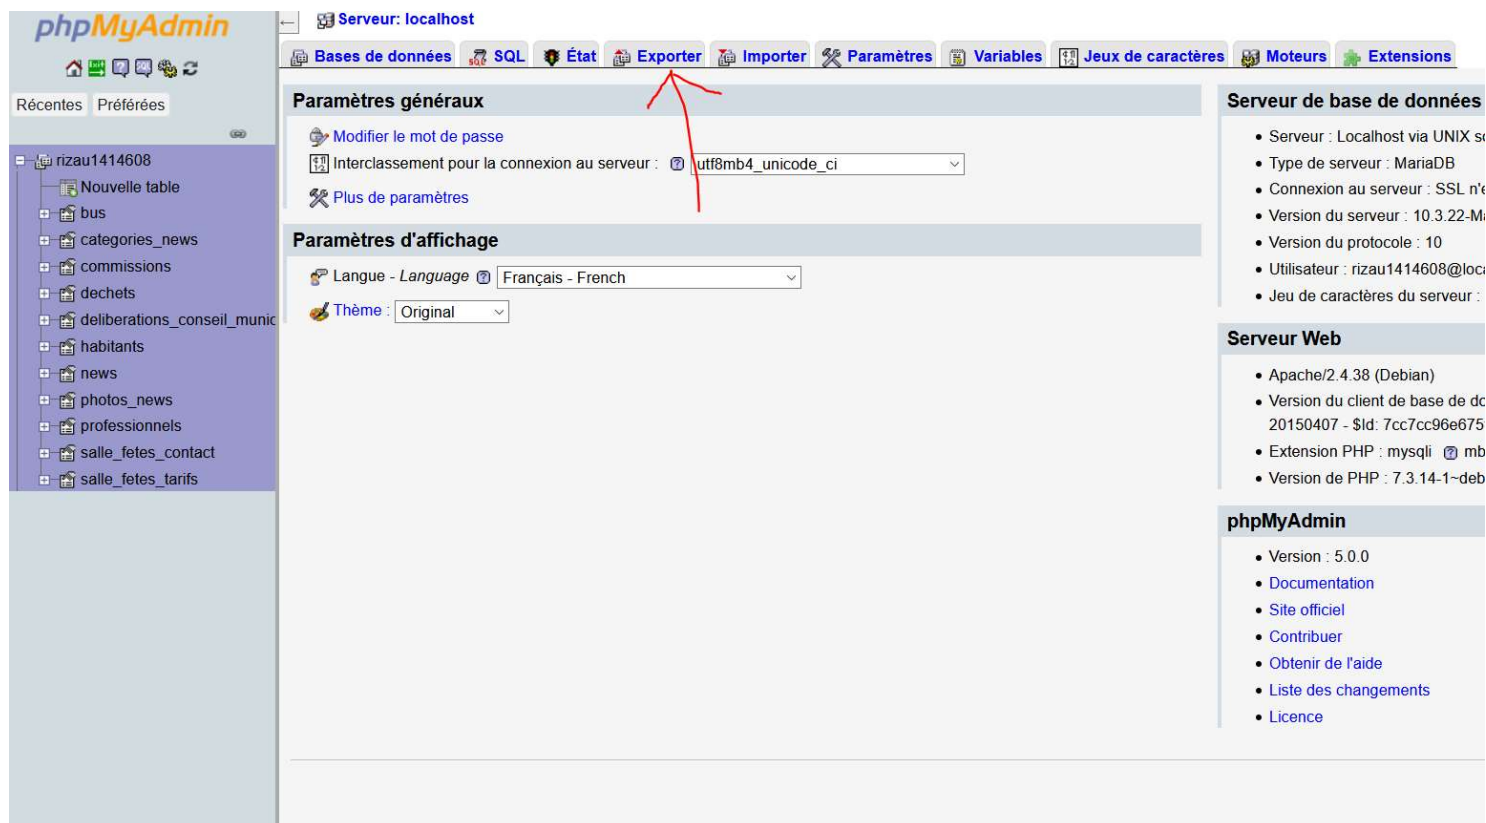 phpMyAdmin
Récentes Préférées
rizau1414608
Nouvelle table
bus
categories_news
commissions
dechets
deliberations_conseil_munic
habitants
news
photos_news
professionnels
salle_fetes_contact
salle_fetes_tarifs
Serveur: localhost
Bases de données SQL État Exporter Importer Paramètres Variables Jeux de caractères Moteurs Extensions
Paramètres généraux
Modifier le mot de passe
Interclassement pour la connexion au serveur : utf8mb4_unicode_ci
Plus de paramètres
Paramètres d'affichage
Langue - Language Français - French
Thème : Original
Serveur de base de données
Serveur : Localhost via UNIX
Type de serveur : MariaDB
Connexion au serveur : SSL
Version du serveur : 10.3.22-Ma
Version du protocole : 10
Utilisateur : rizau1414608@loca
Jeu de caractères du serveur :
Serveur Web
Apache/2.4.38 (Debian)
Version du client de base de
20150407 - $Id: 7cc7cc96e675
Extension PHP : mysqli mb
Version de PHP : 7.3.14-1~deb
phpMyAdmin
Version : 5.0.0
Documentation
Site officiel
Contribuer
Obtenir de l'aide
Liste des changements
Licence